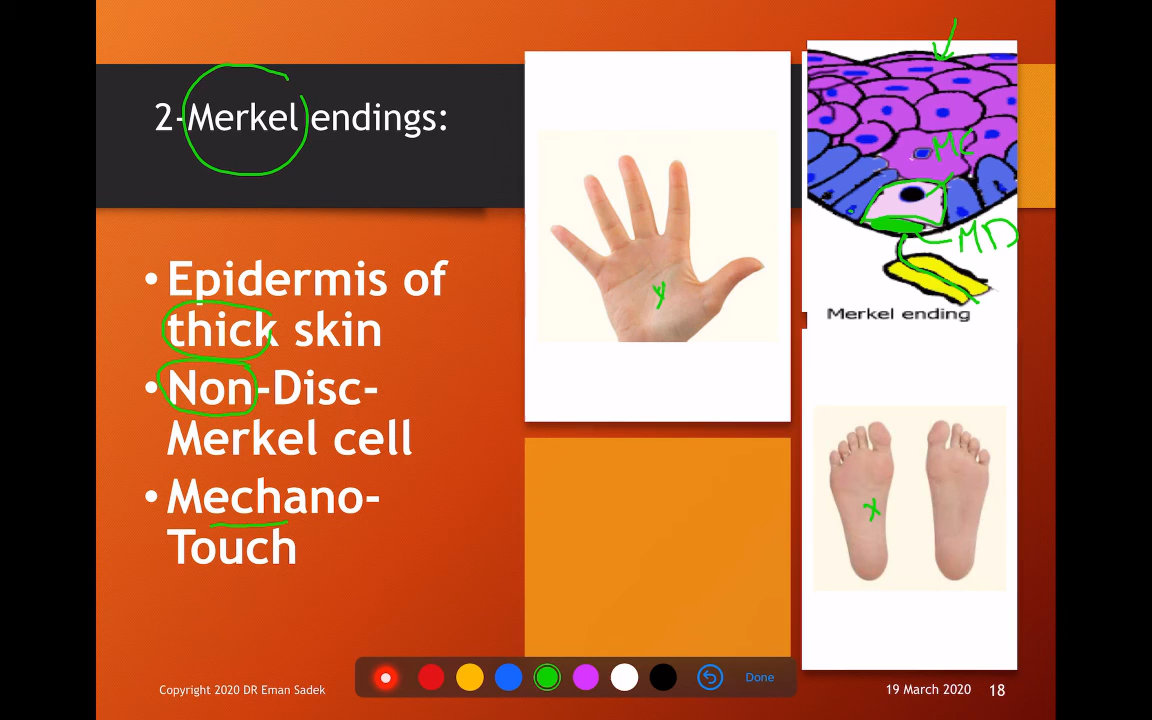 2-Merkel endings:
• Epidermis of
thick skin
• Non-Disc-
Merkel cell
• Mechano-
Touch
MC
MD
Merkel ending
x
x
Done
Copyright 2020 DR Eman Sadek
19 March 2020
18